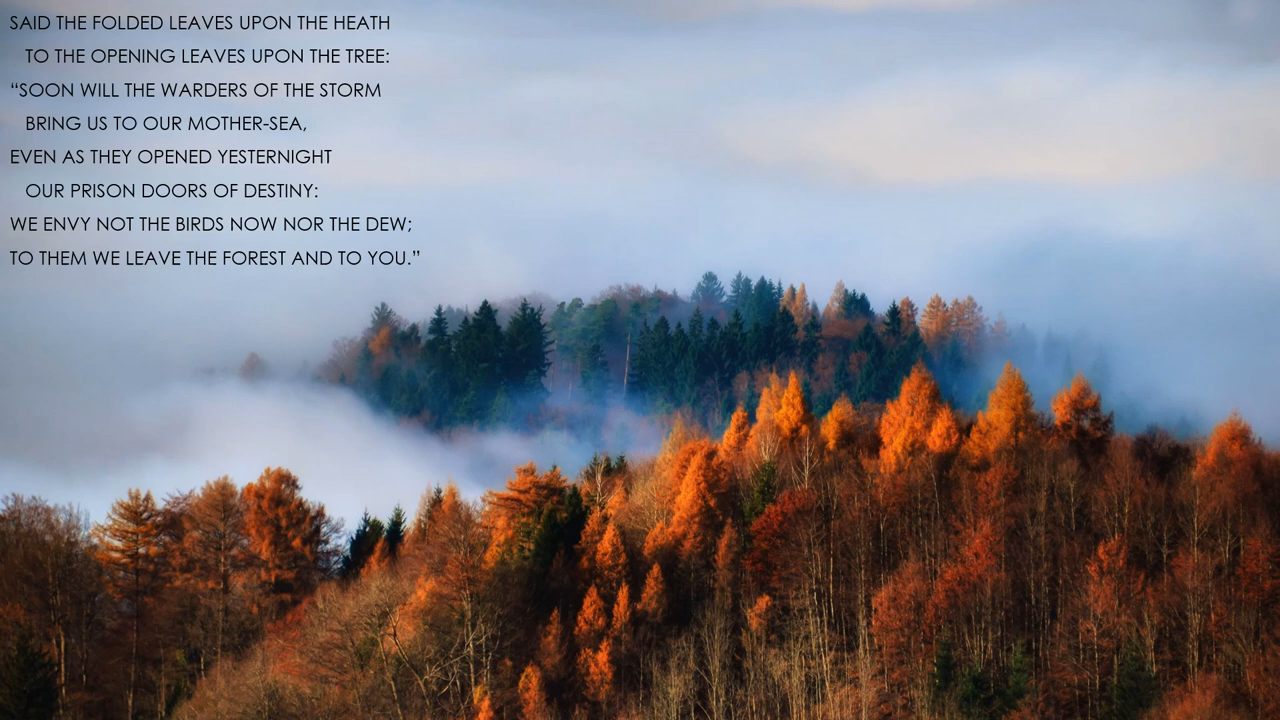 SAID THE FOLDED LEAVES UPON THE HEATH
TO THE OPENING LEAVES UPON THE TREE:
“SOON WILL THE WARDERS OF THE STORM
BRING US TO OUR MOTHER-SEA,
EVEN AS THEY OPENED YESTERNIGHT
OUR PRISON DOORS OF DESTINY:
WE ENVY NOT THE BIRDS NOW NOR THE DEW;
TO THEM WE LEAVE THE FOREST AND TO YOU.”